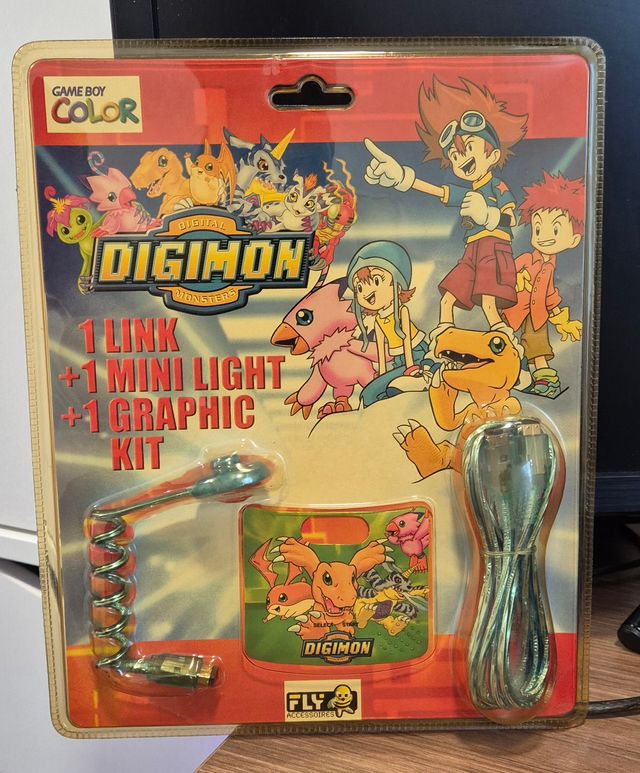 GAME BOY
COLOR
DIGITAL
DIGIMON
MONSTERS
1 LINK
+1 MINI LIGHT
+1 GRAPHIC
KIT
SELECT START
DIGIMON
FLY
ACCESSOIRES